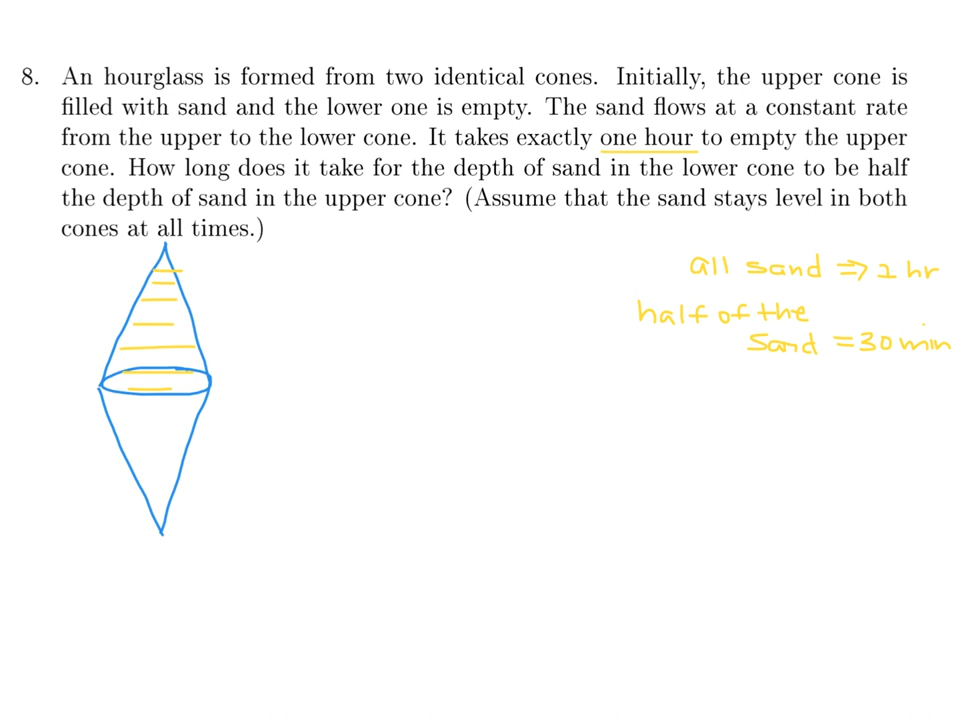 8. An hourglass is formed from two identical cones. Initially, the upper cone is
filled with sand and the lower one is empty. The sand flows at a constant rate
from the upper to the lower cone. It takes exactly one hour to empty the upper
cone. How long does it take for the depth of sand in the lower cone to be half
the depth of sand in the upper cone? (Assume that the sand stays level in both
cones at all times.)
all sand ⇒ 1 hr
half of the
sand = 30 min